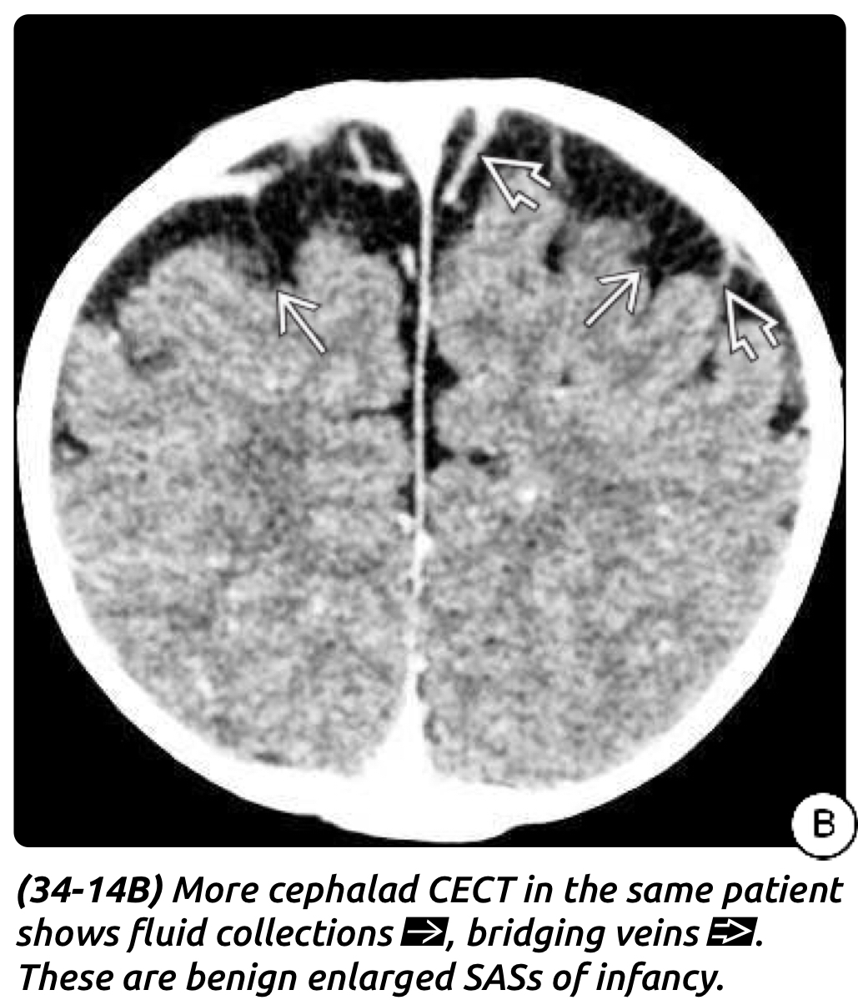 B
(34-14B) More cephalad CECT in the same patient
shows fluid collections , bridging veins .
These are benign enlarged SASs of infancy.